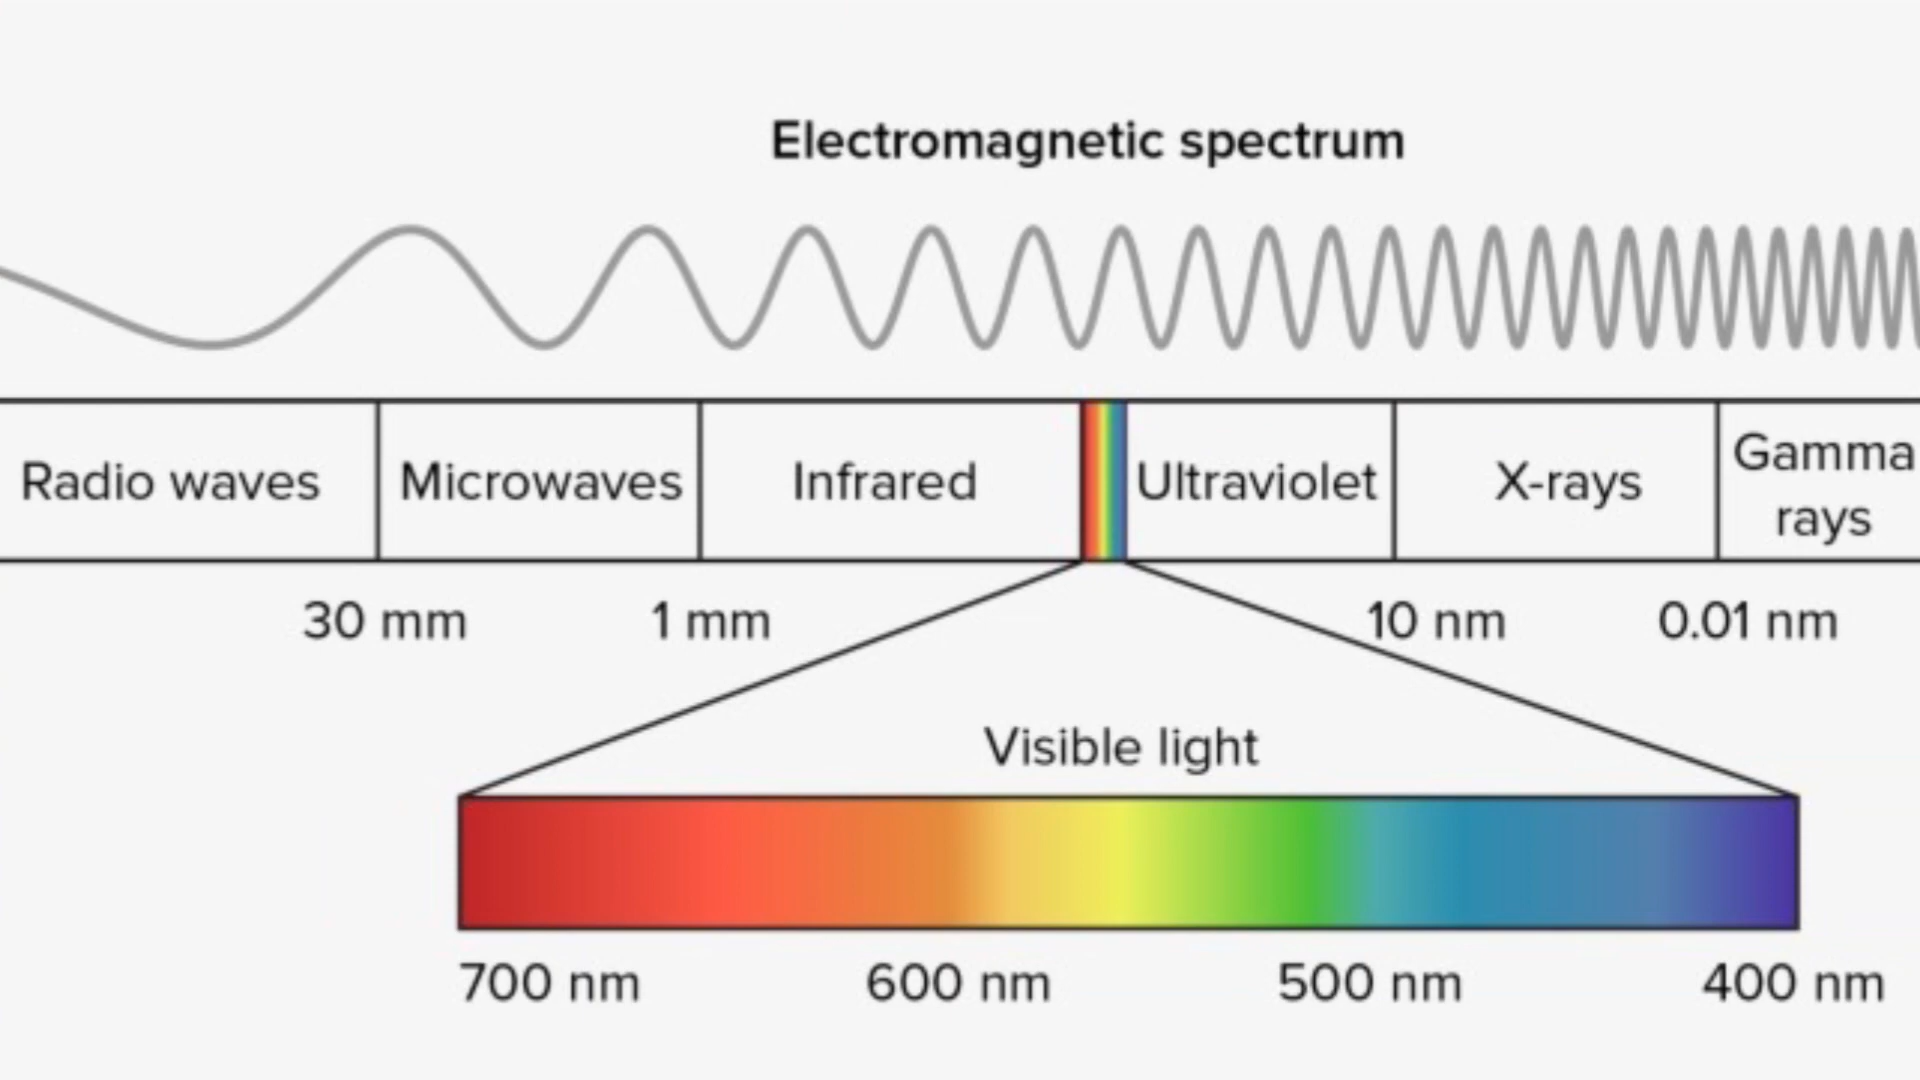 Electromagnetic spectrum
Radio waves
Microwaves
Infrared
Ultraviolet
X-rays
Gamma
rays
30 mm
1 mm
10 nm
0.01 nm
Visible light
700 nm
600 nm
500 nm
400 nm